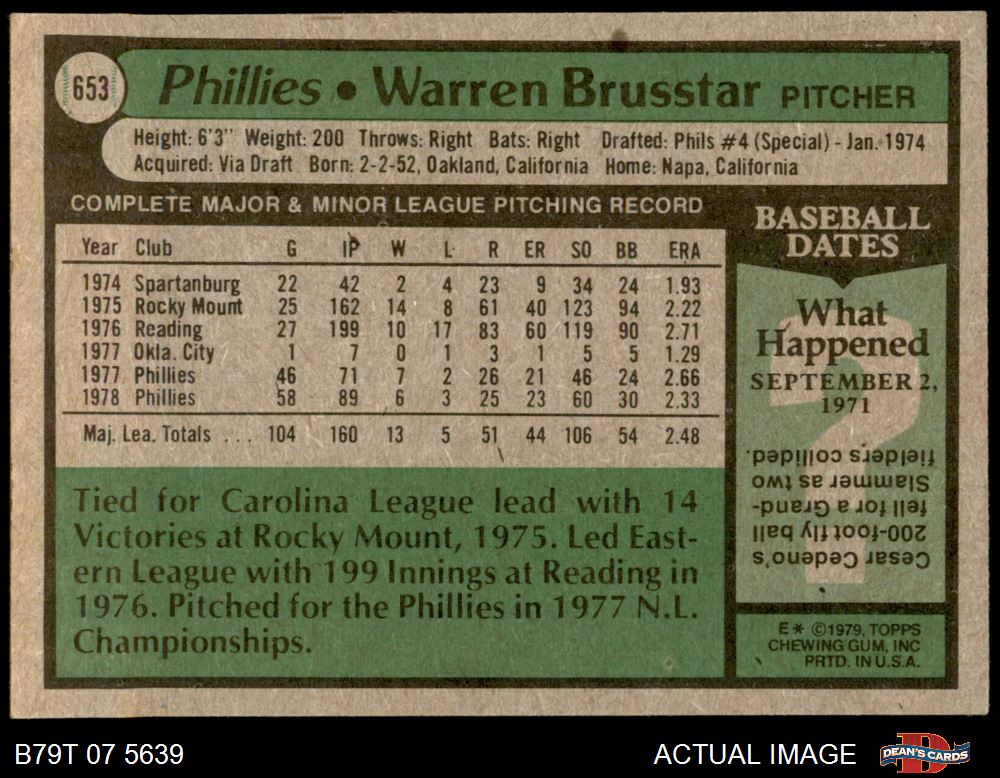 653
Phillies • Warren Brusstar PITCHER
Height: 6'3" Weight: 200 Throws: Right Bats: Right Drafted: Phils #4 (Special) - Jan. 1974
Acquired: Via Draft Born: 2-2-52, Oakland, California Home: Napa, California
COMPLETE MAJOR & MINOR LEAGUE PITCHING RECORD
Year Club G IP W L R ER SO BB ERA
1974 Spartanburg 22 42 2 4 23 9 34 24 1.93
1975 Rocky Mount 25 162 14 8 61 40 123 94 2.22
1976 Reading 27 199 10 17 83 60 119 90 2.71
1977 Okla. City 1 7 0 1 3 1 5 5 1.29
1977 Phillies 46 71 7 2 26 21 46 24 2.66
1978 Phillies 58 89 6 3 25 23 60 30 2.33
Maj. Lea. Totals ... 104 160 13 5 51 44 106 54 2.48
Tied for Carolina League lead with 14
Victories at Rocky Mount, 1975. Led East-
ern League with 199 Innings at Reading in
1976. Pitched for the Phillies in 1977 N.L.
Championships.
BASEBALL
DATES
What
Happened
SEPTEMBER 2,
1971
Cesar Cedeno's
200-foot fly ball
fell for a Grand-
Slammer as two
fielders collided.
E* ©1979, TOPPS
CHEWING GUM, INC
PRTD. IN U.S.A.
B79T 07 5639
ACTUAL IMAGE
DEAN'S CARDS